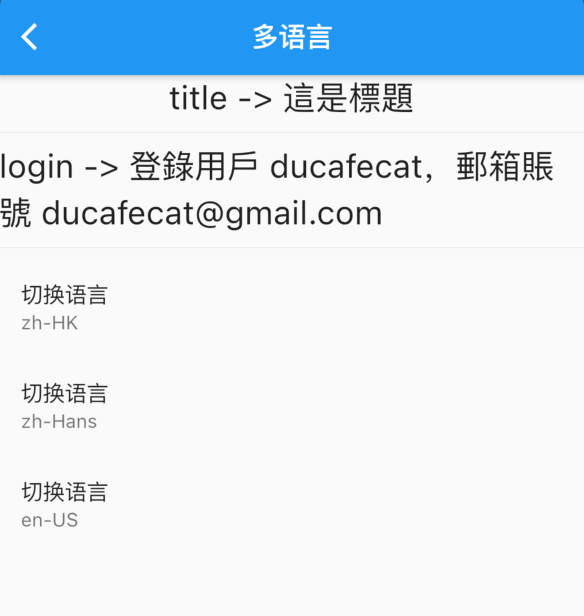 多语言
title -> 這是標題
login -> 登錄用戶 ducafecat，郵箱賬
號 ducafecat@gmail.com
切换语言
zh-HK
切换语言
zh-Hans
切换语言
en-US